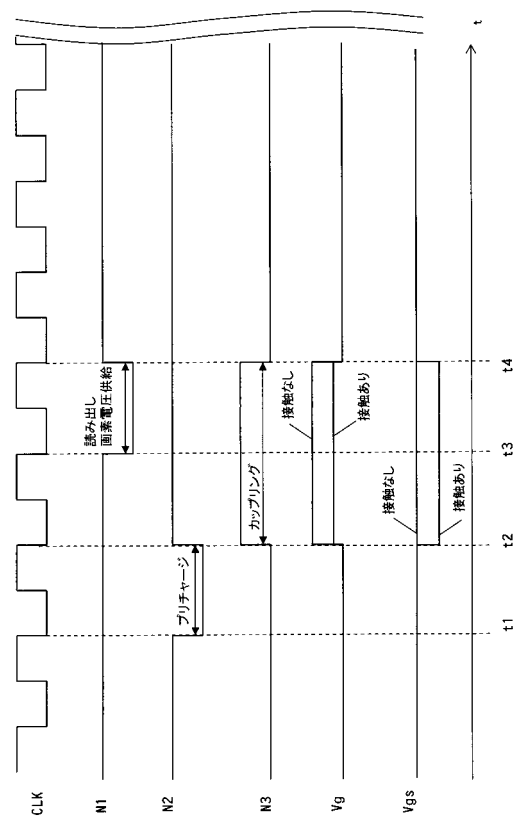 CLK
N1
読み出し
画素電圧供給
N2
プリチャージ
N3
カップリング
Vg
接触なし
接触あり
Vgs
接触なし
接触あり
t1
t2
t3
t4
t